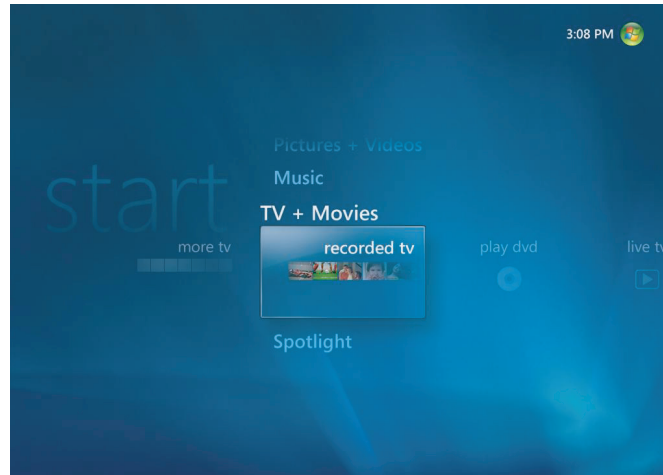 3:08 PM
Pictures + Videos
start
Music
TV + Movies
more tv
recorded tv
play dvd
live tv
Spotlight